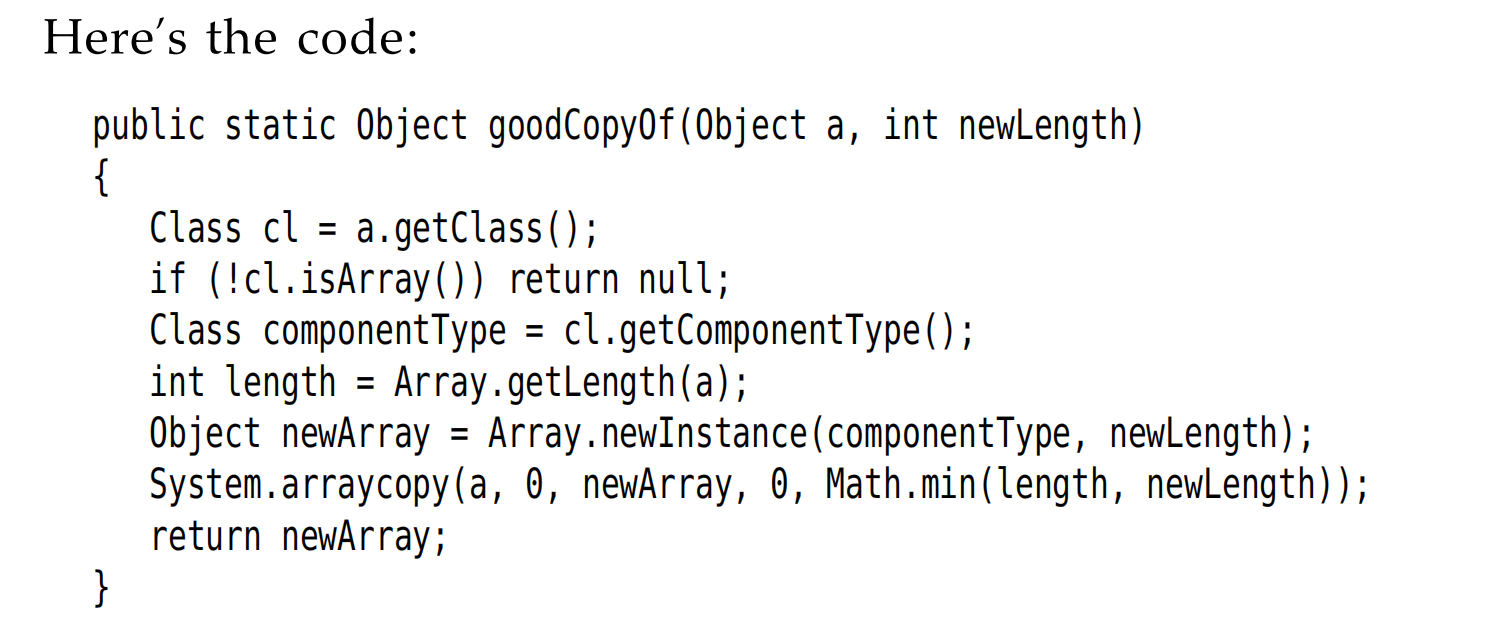 Here’s the code:
public static Object goodCopyOf(Object a, int newLength)
{
   Class cl = a.getClass();
   if (!cl.isArray()) return null;
   Class componentType = cl.getComponentType();
   int length = Array.getLength(a);
   Object newArray = Array.newInstance(componentType, newLength);
   System.arraycopy(a, 0, newArray, 0, Math.min(length, newLength));
   return newArray;
}